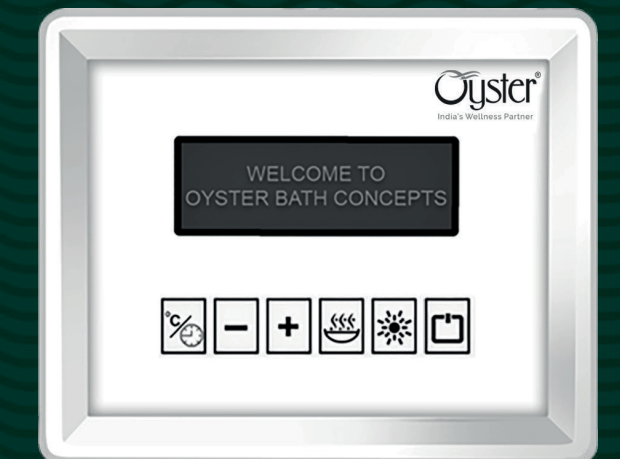 Oyster®
India's Wellness Partner
WELCOME TO
OYSTER BATH CONCEPTS
°C/
− +